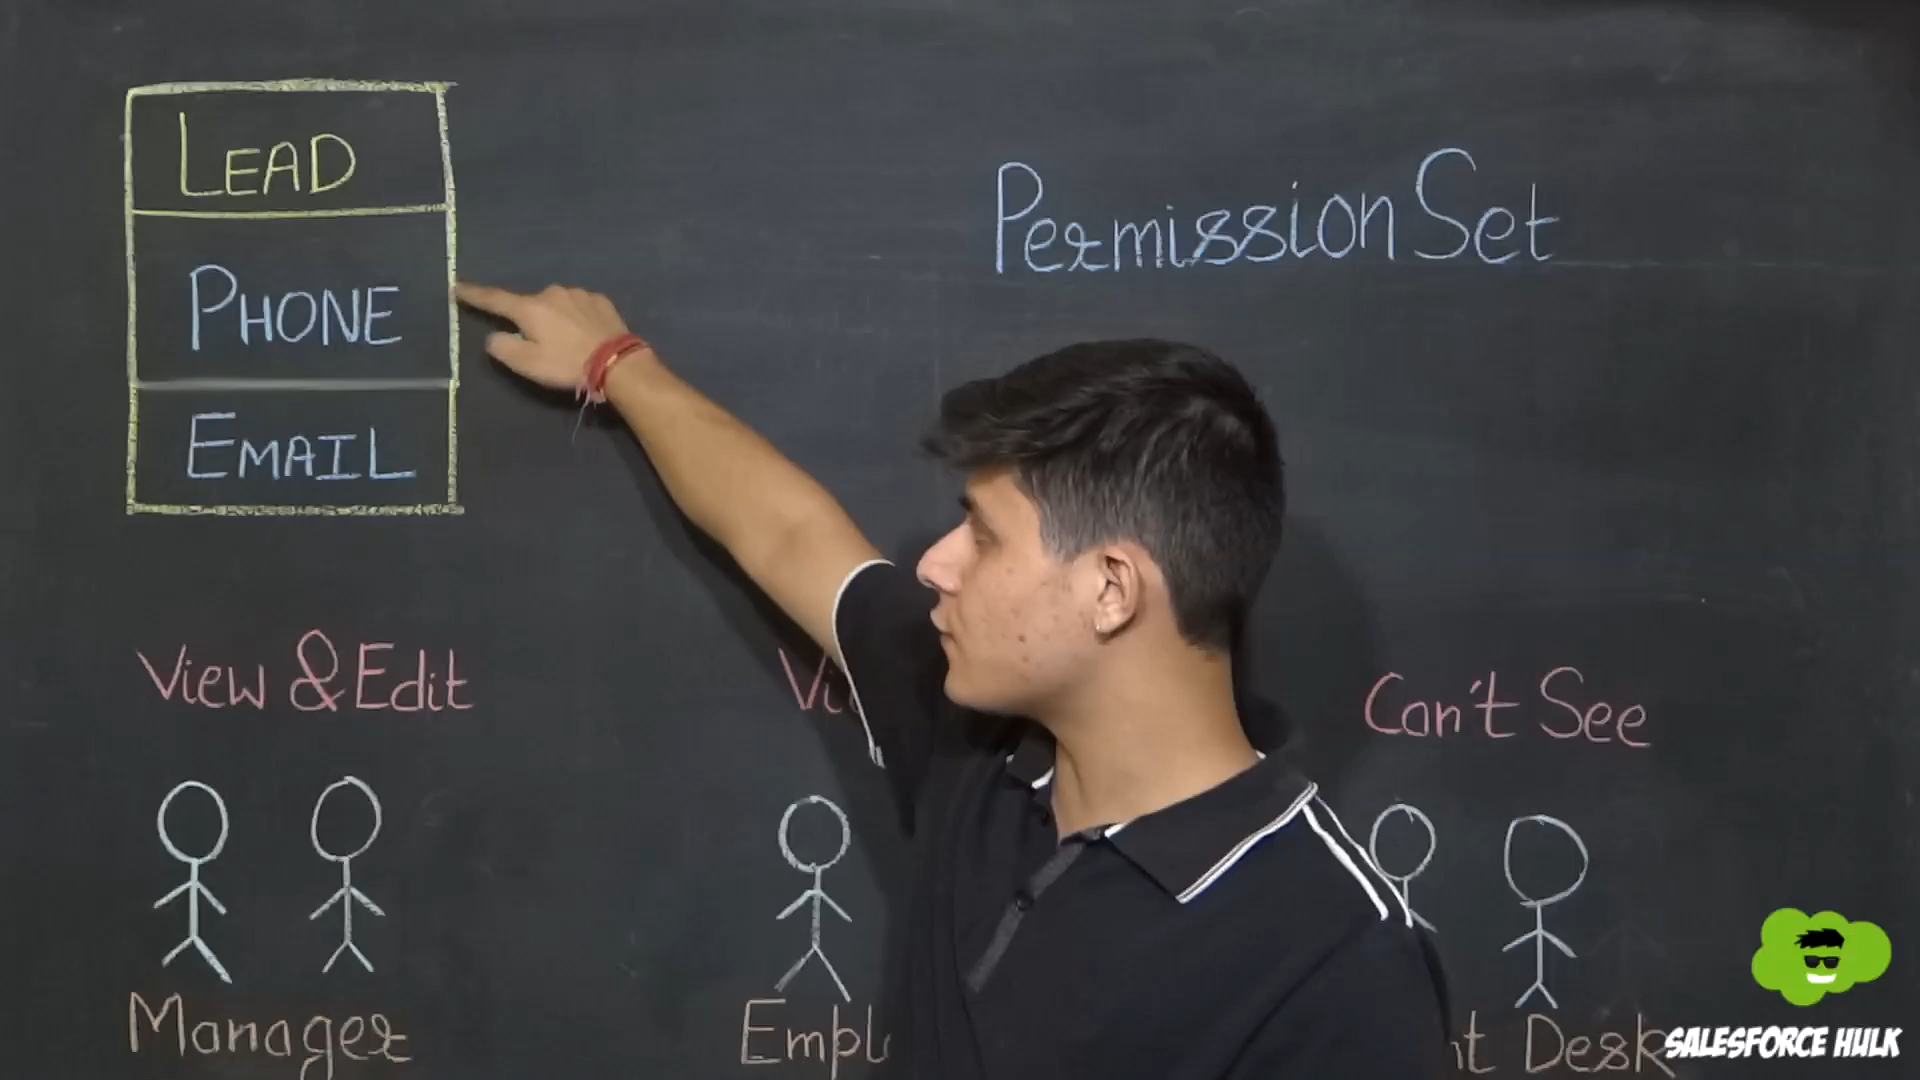 LEAD
PHONE
EMAIL
Permission Set
View & Edit
Can't See
Manager
Desk
SALESFORCE HULK